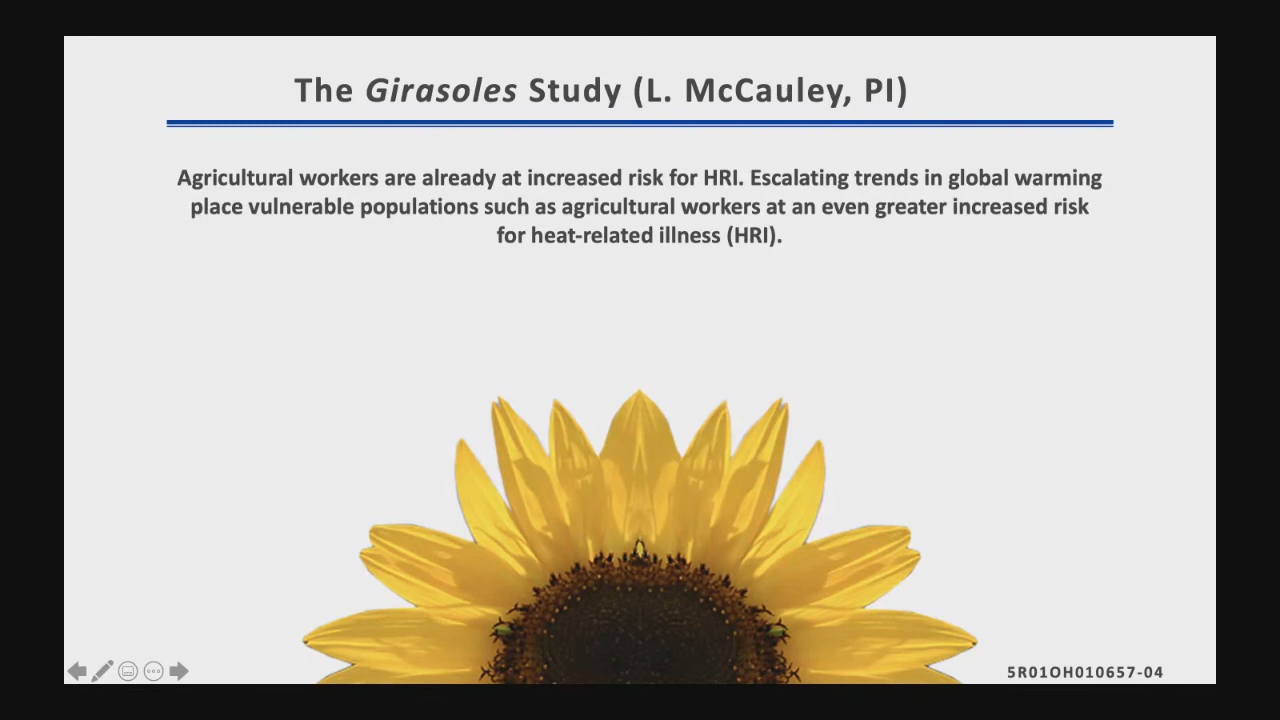 The Girasoles Study (L. McCauley, PI)
Agricultural workers are already at increased risk for HRI. Escalating trends in global warming
place vulnerable populations such as agricultural workers at an even greater increased risk
for heat-related illness (HRI).
5R01OH010657-04